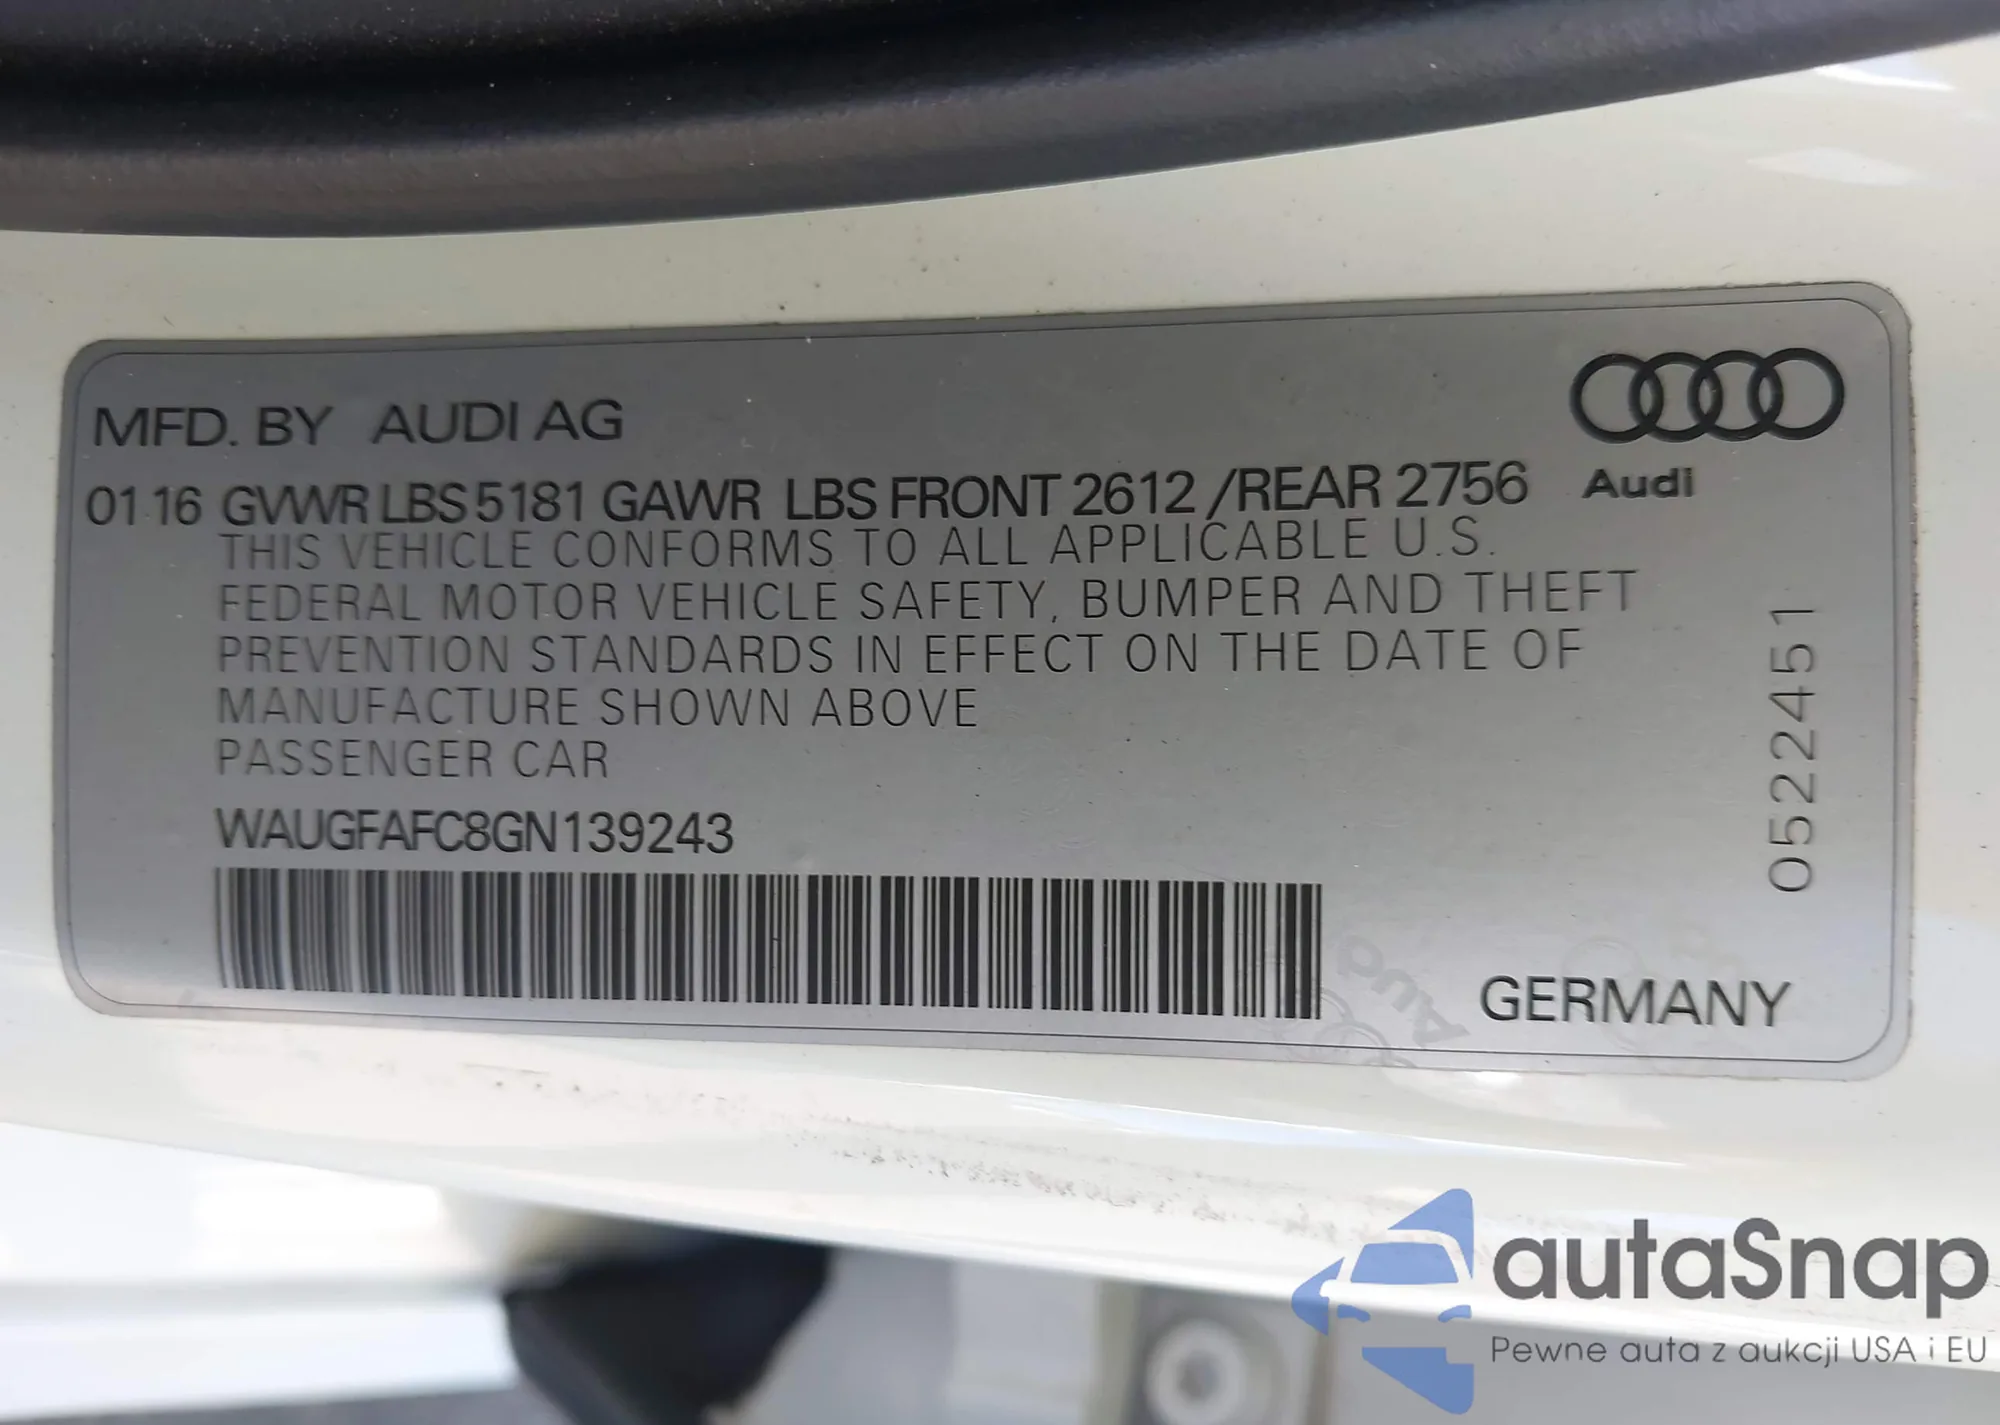 MFD. BY AUDI AG
01 16 GVWR LBS 5181 GAWR LBS FRONT 2612 /REAR 2756
Audi
THIS VEHICLE CONFORMS TO ALL APPLICABLE U.S.
FEDERAL MOTOR VEHICLE SAFETY, BUMPER AND THEFT
PREVENTION STANDARDS IN EFFECT ON THE DATE OF
MANUFACTURE SHOWN ABOVE
PASSENGER CAR
WAUGFAFC8GN139243
0522451
Audi
GERMANY
autaSnap
Pewne auta z aukcji USA i EU